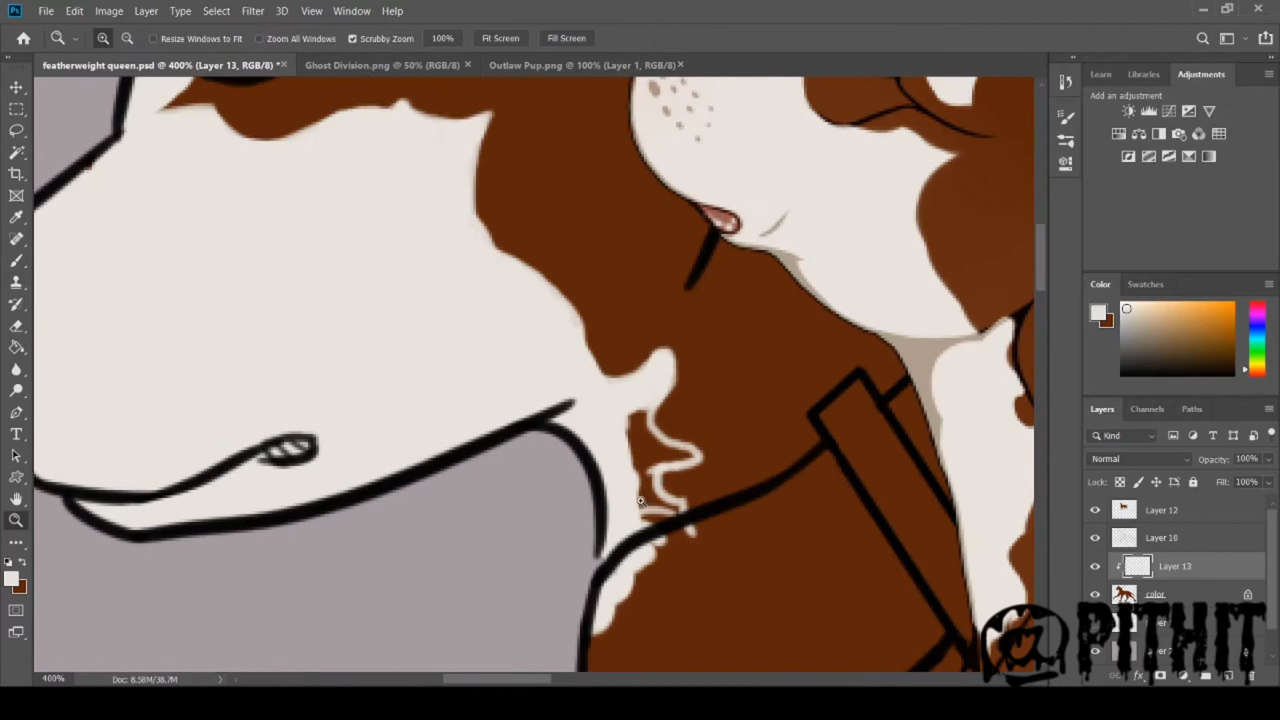 Ps File Edit Image Layer Type Select Filter 3D View Window Help
Resize Windows to Fit Zoom All Windows Scrubby Zoom 100% Fit Screen Fill Screen
featherweight queen.psd @ 400% (Layer 13, RGB/8) * Ghost Division.png @ 50% (RGB/8) Outlaw Pup.png @ 100% (Layer 1, RGB/8)
Learn Libraries Adjustments
Add an adjustment
Color Swatches
Layers Channels Paths
Kind
Normal Opacity: 100%
Lock: Fill: 100%
Layer 12
Layer 10
Layer 13
color
PITHIT
400% Doc: 8.58M/38.7M